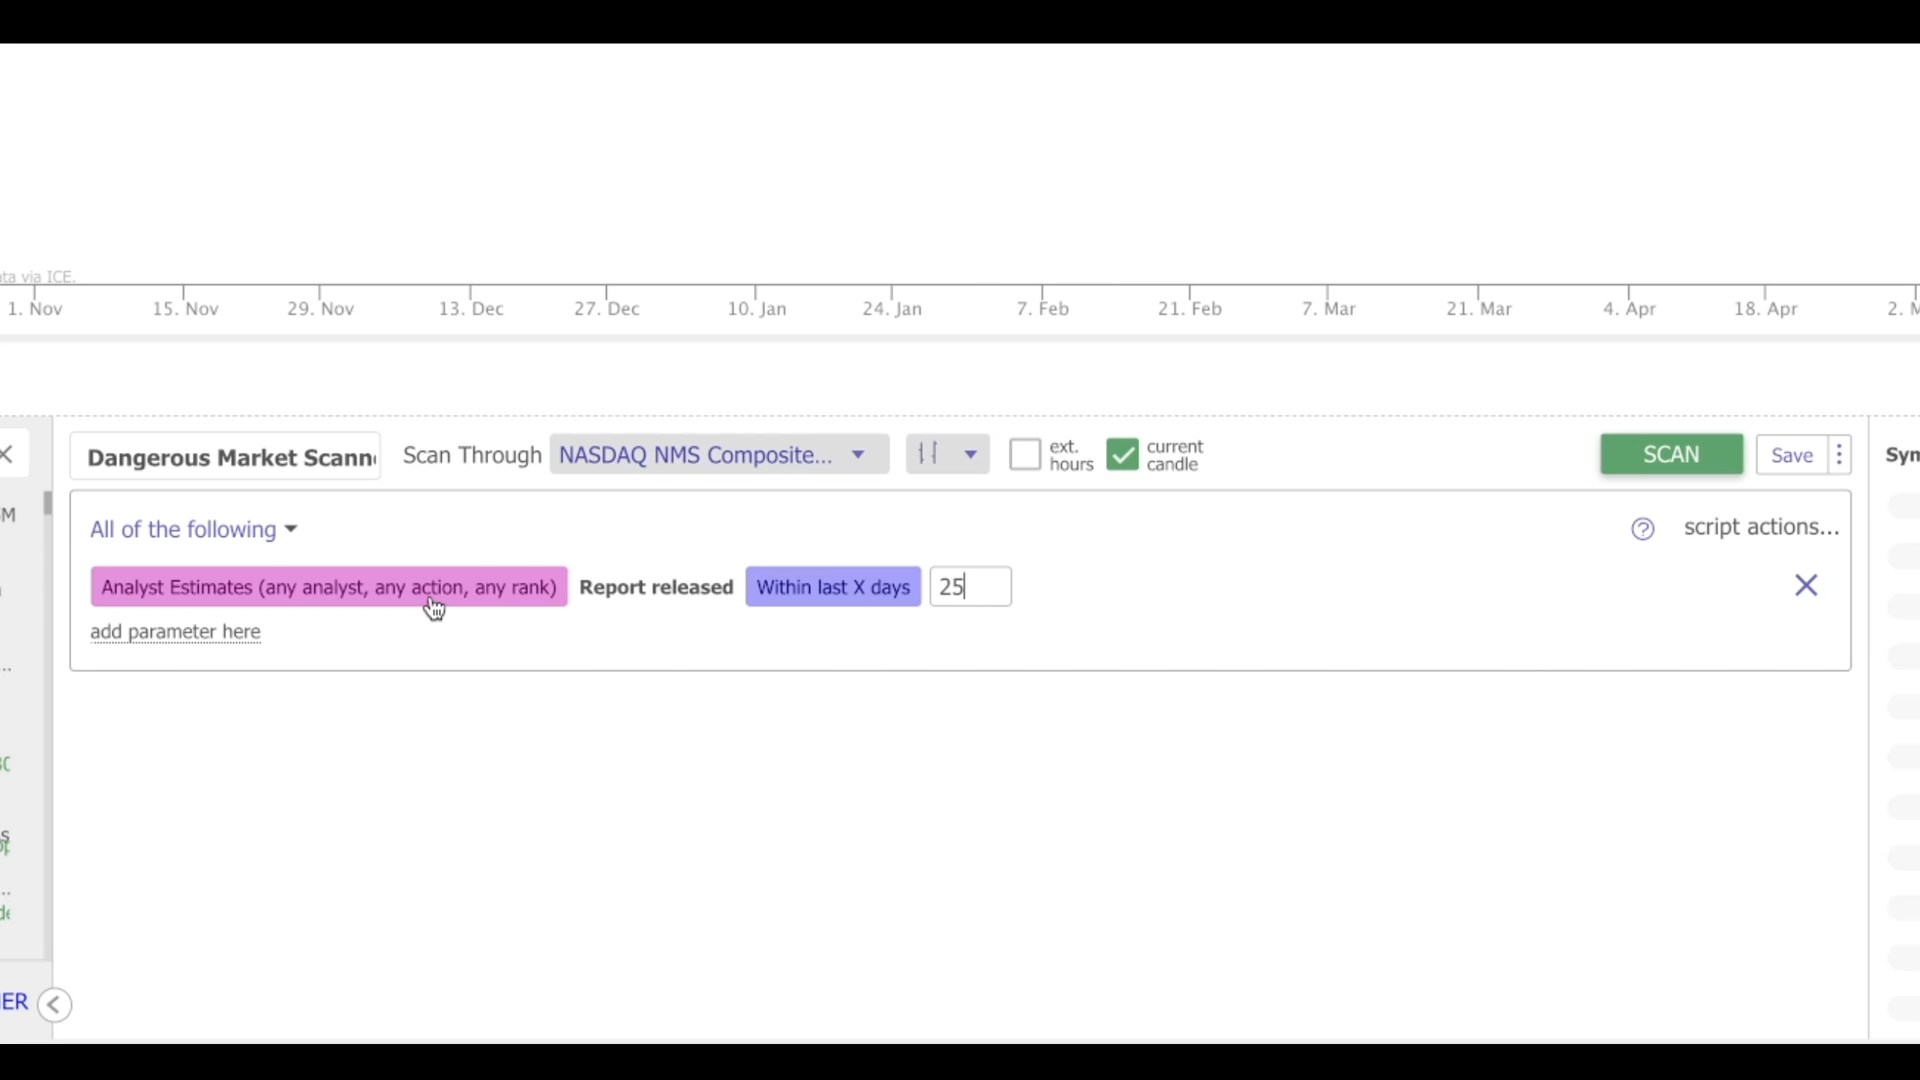 ata via ICE.
1. Nov 15. Nov 29. Nov 13. Dec 27. Dec 10. Jan 24. Jan 7. Feb 21. Feb 7. Mar 21. Mar 4. Apr 18. Apr 2. M
Dangerous Market Scann Scan Through NASDAQ NMS Composite... ext. hours current candle SCAN Save Sym
All of the following script actions...
Analyst Estimates (any analyst, any action, any rank) Report released Within last X days 25
add parameter here
ER